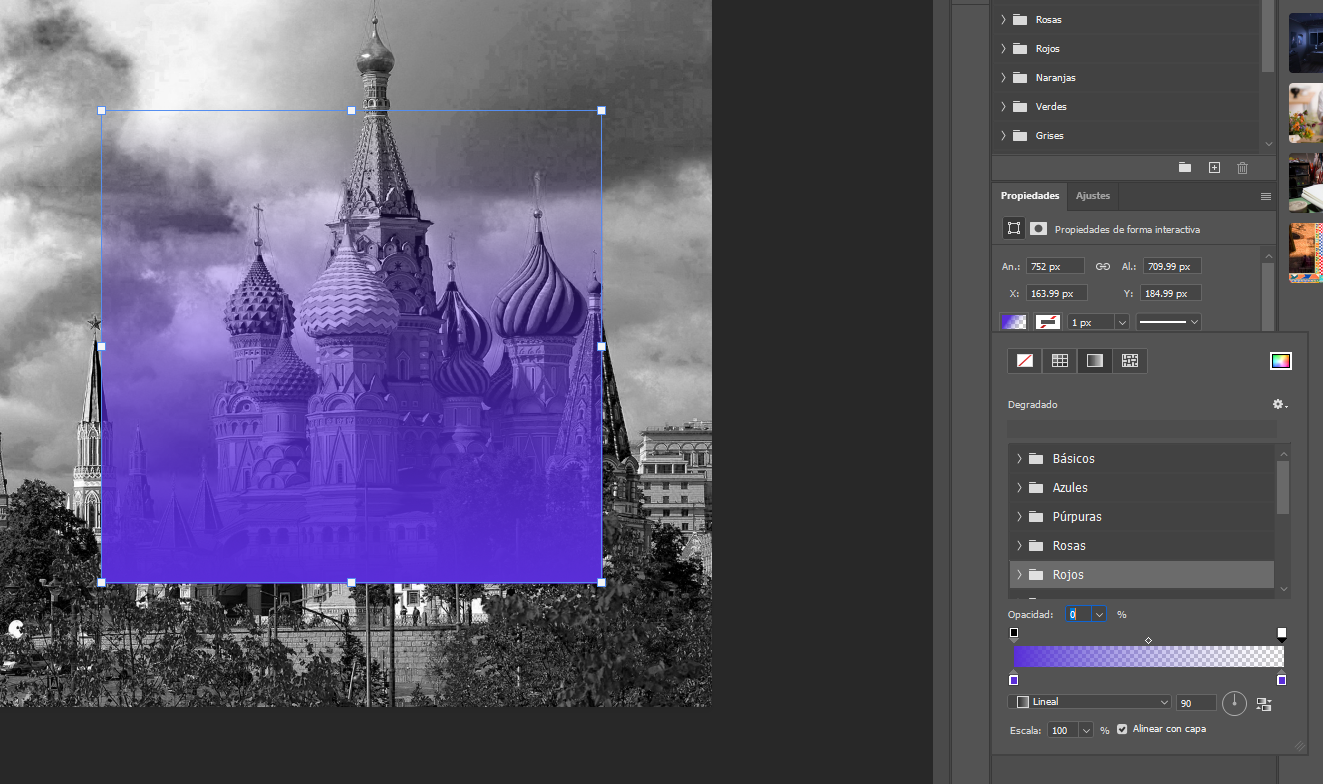 Rosas
Rojos
Naranjas
Verdes
Grises
Propiedades Ajustes
Propiedades de forma interactiva
An.: 752 px Al.: 709.99 px
X: 163.99 px Y: 184.99 px
1 px
Degradado
Básicos
Azules
Púrpuras
Rosas
Rojos
Opacidad: 0 %
Lineal 90
Escala: 100 % Alinear con capa